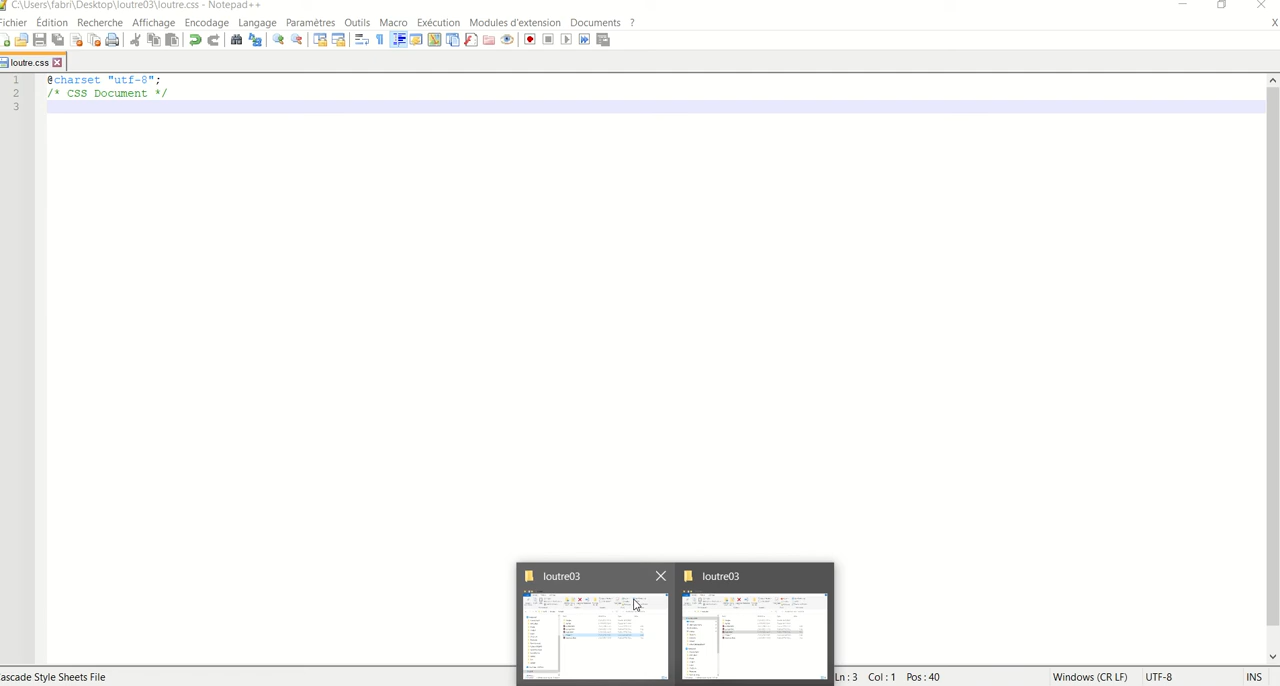 C:\Users\fabri\Desktop\loutre03\loutre.css - Notepad++
Fichier Édition Recherche Affichage Encodage Langage Paramètres Outils Macro Exécution Modules d'extension Documents ? X
loutre.css
1 @charset "utf-8";
2 /* CSS Document */
3
loutre03 loutre03
ascade Style Sheets File Ln : 3 Col : 1 Pos : 40 Windows (CR LF) UTF-8 INS